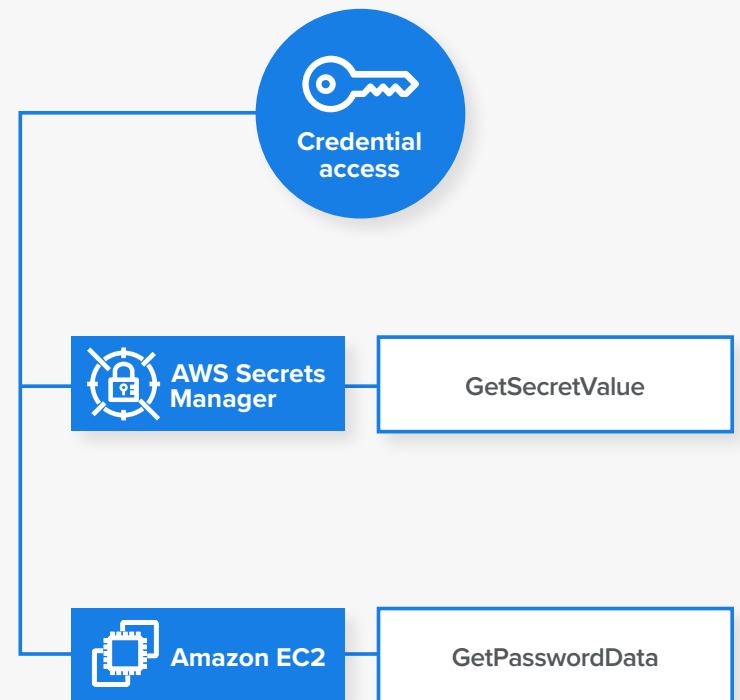 Credential
access
AWS Secrets
Manager
GetSecretValue
Amazon EC2
GetPasswordData